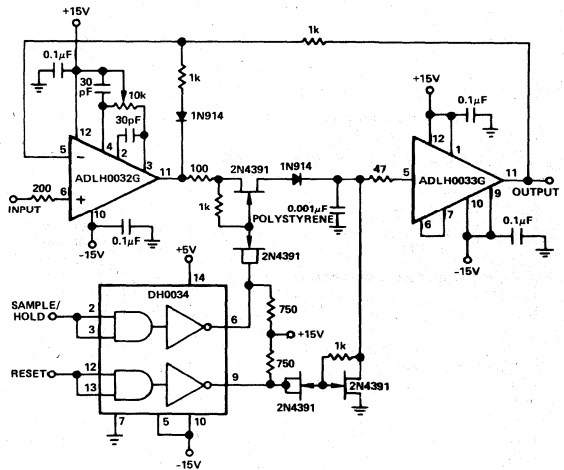 +15V
1k
0.1µF
30
pF
10k
1k
30pF
1N914
+15V
0.1µF
12
4
2
3
5
−
ADLH0032G
11
100
2N4391
1N914
47
12
1
5
ADLH0033G
11
OUTPUT
200
6
+
INPUT
10
1k
POLYSTYRENE
0.001µF
6
7
10
9
0.1µF
0.1µF
-15V
-15V
2N4391
+5V
14
DH0034
SAMPLE/
HOLD
2
3
6
750
+15V
RESET
12
13
9
750
1k
2N4391
2N4391
7
5
10
-15V